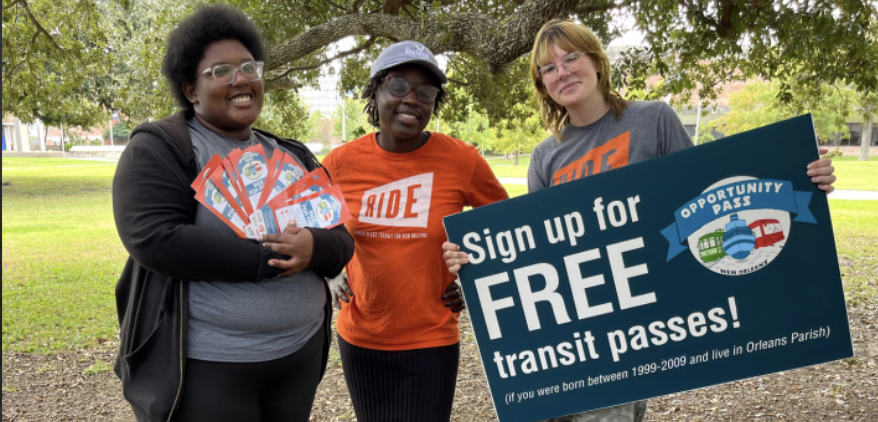 RIDE
RIDE
Sign up for
FREE
transit passes!
(if you were born between 1999-2009 and live in Orleans Parish)
OPPORTUNITY
PASS
NEW ORLEANS